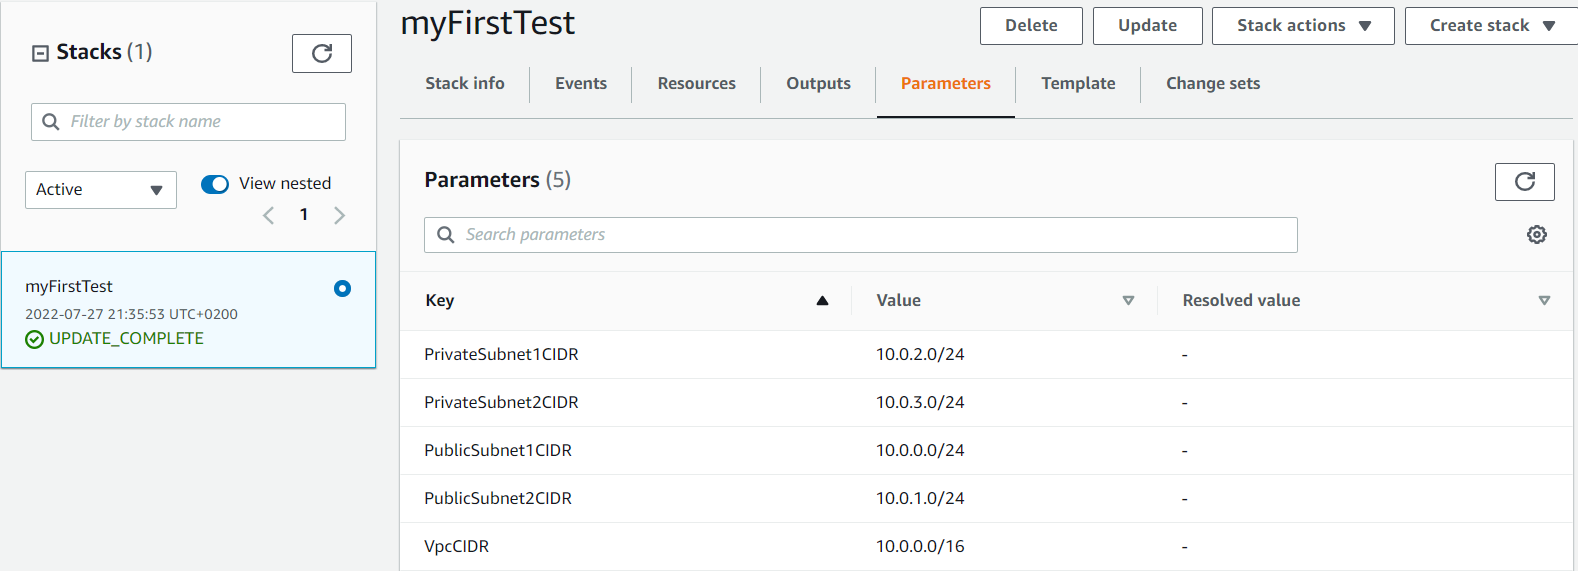 Stacks (1)
Filter by stack name
Active
View nested
1
myFirstTest
2022-07-27 21:35:53 UTC+0200
UPDATE_COMPLETE
myFirstTest
Delete
Update
Stack actions
Create stack
Stack info
Events
Resources
Outputs
Parameters
Template
Change sets
Parameters (5)
Search parameters
Key Value Resolved value
PrivateSubnet1CIDR 10.0.2.0/24 -
PrivateSubnet2CIDR 10.0.3.0/24 -
PublicSubnet1CIDR 10.0.0.0/24 -
PublicSubnet2CIDR 10.0.1.0/24 -
VpcCIDR 10.0.0.0/16 -